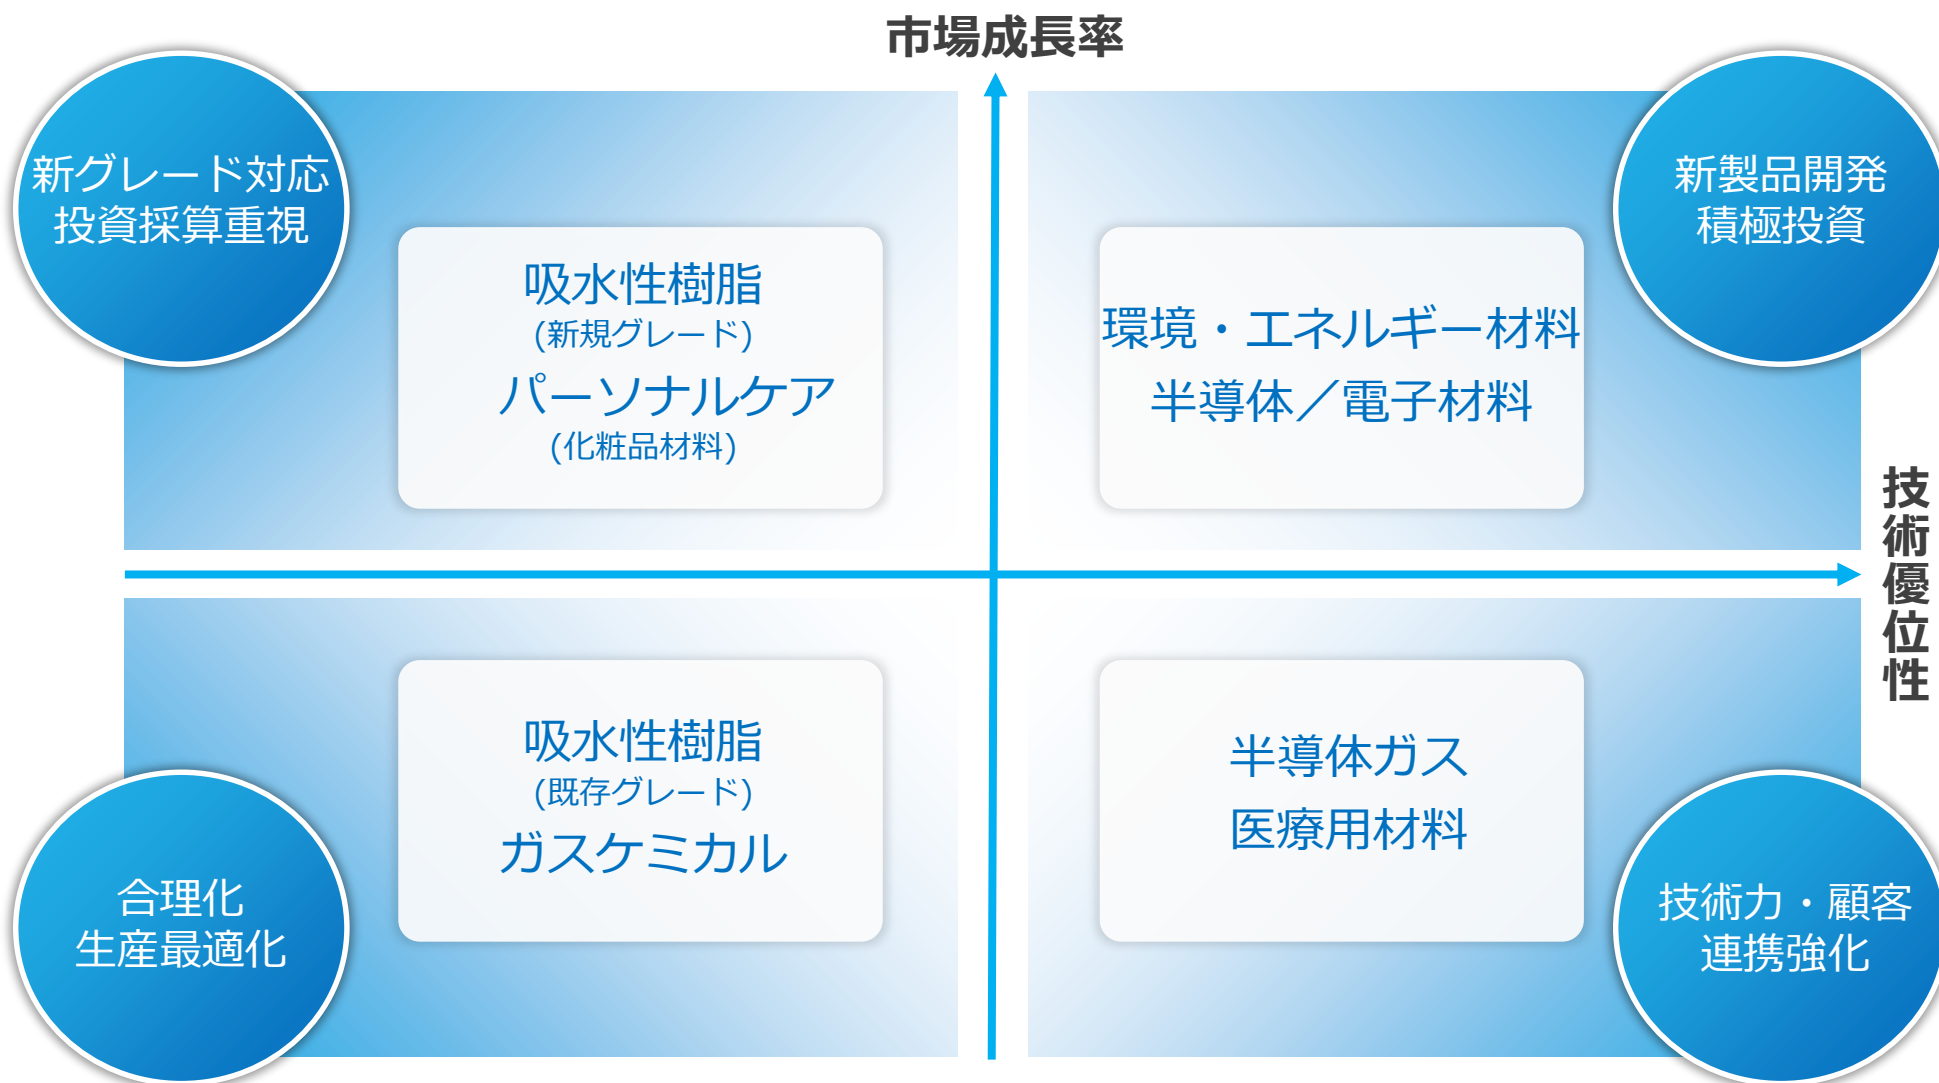 市場成長率
新グレード対応
投資採算重視
吸水性樹脂
(新規グレード)
パーソナルケア
(化粧品材料)
新製品開発
積極投資
環境・エネルギー材料
半導体／電子材料
技術優位性
合理化
生産最適化
吸水性樹脂
(既存グレード)
ガスケミカル
半導体ガス
医療用材料
技術力・顧客
連携強化